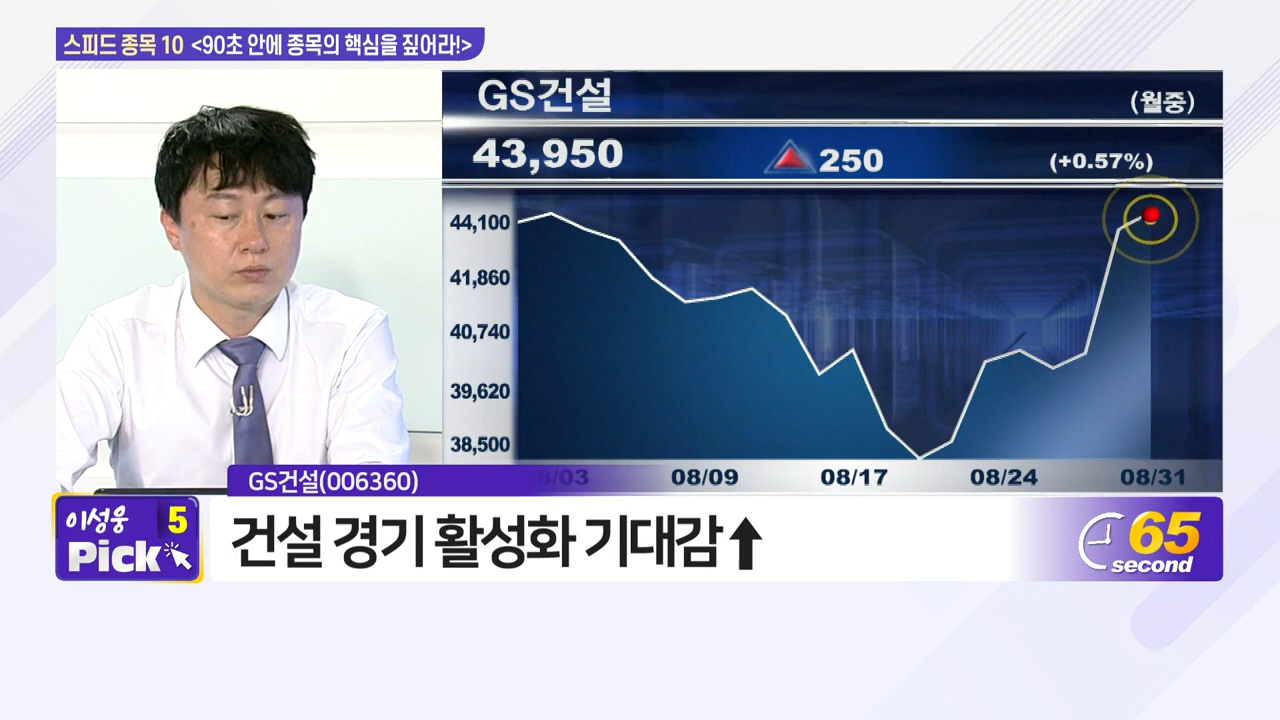 스피드 종목 10 <90초 안에 종목의 핵심을 짚어라!>
GS건설 (월중)
43,950 250 (+0.57%)
44,100
41,860
40,740
39,620
38,500
08/03 08/09 08/17 08/24 08/31
GS건설(006360)
이성웅 5
Pick
건설 경기 활성화 기대감↑
65
second